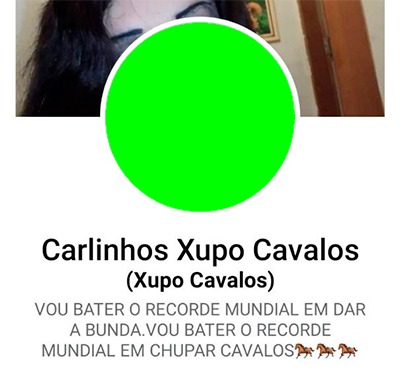 Carlinhos Xupo Cavalos
(Xupo Cavalos)
VOU BATER O RECORDE MUNDIAL EM DAR
A BUNDA.VOU BATER O RECORDE
MUNDIAL EM CHUPAR CAVALOS🐎🐎🐎